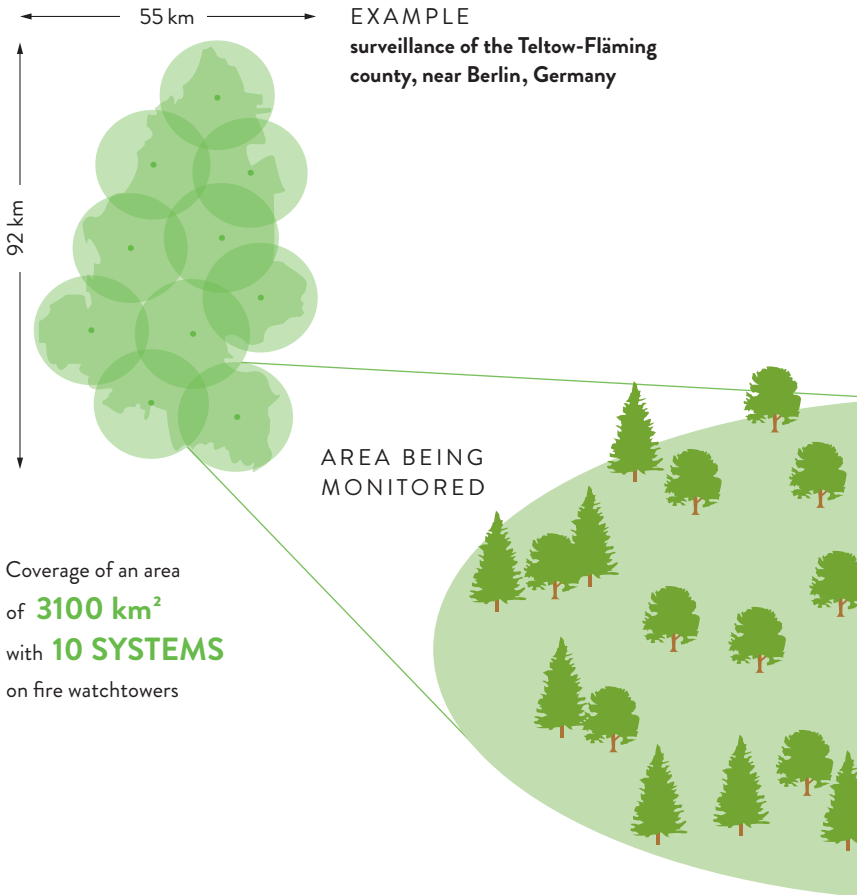 55 km
EXAMPLE
surveillance of the Teltow-Fläming
county, near Berlin, Germany
92 km
AREA BEING
MONITORED
Coverage of an area
of 3100 km²
with 10 SYSTEMS
on fire watchtowers